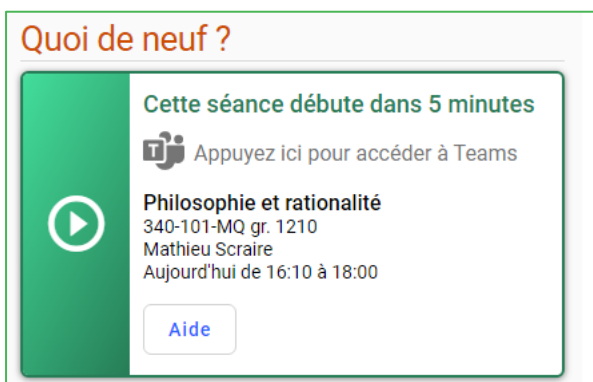 Quoi de neuf ?
Cette séance débute dans 5 minutes
Appuyez ici pour accéder à Teams
Philosophie et rationalité
340-101-MQ gr. 1210
Mathieu Scraire
Aujourd'hui de 16:10 à 18:00
Aide